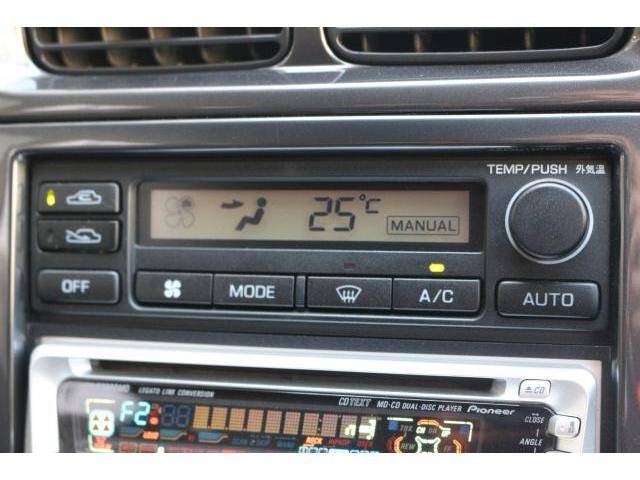 TEMP/PUSH 外気温
25℃
MANUAL
OFF
MODE
A/C
AUTO
LEGATO LINK CONVERSION
CD TEXT
MD-CD DUAL-DISC PLAYER
Pioneer
CD
CLOSE
ANGLE
F2